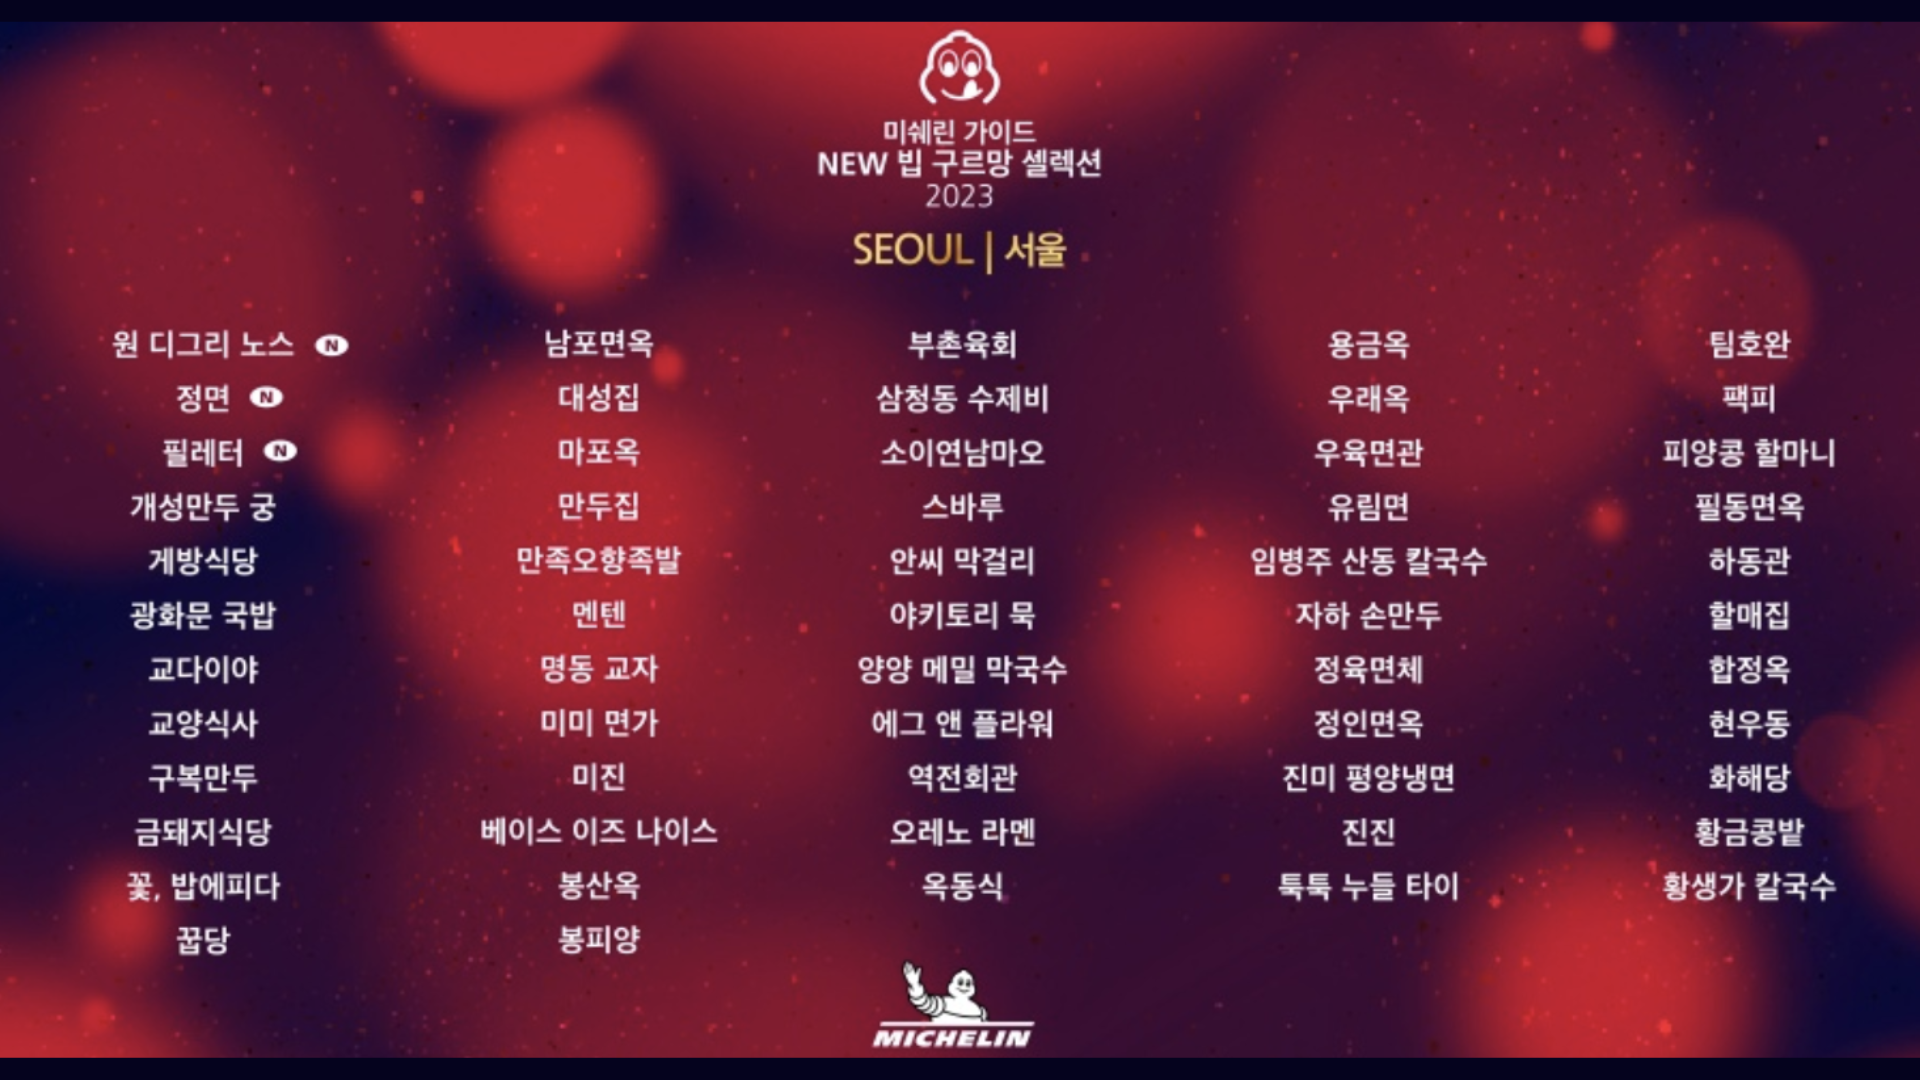 미쉐린 가이드
NEW 빕 구르망 셀렉션
2023
SEOUL | 서울
원 디그리 노스 N
정면 N
필레터 N
개성만두 궁
게방식당
광화문 국밥
교다이야
교양식사
구복만두
금돼지식당
꽃, 밥에피다
꿉당
남포면옥
대성집
마포옥
만두집
만족오향족발
멘텐
명동 교자
미미 면가
미진
베이스 이즈 나이스
봉산옥
봉피양
부촌육회
삼청동 수제비
소이연남마오
스바루
안씨 막걸리
야키토리 묵
양양 메밀 막국수
에그 앤 플라워
역전회관
오레노 라멘
옥동식
용금옥
우래옥
우육면관
유림면
임병주 산동 칼국수
자하 손만두
정육면체
정인면옥
진미 평양냉면
진진
툭툭 누들 타이
팀호완
팩피
피양콩 할마니
필동면옥
하동관
할매집
합정옥
현우동
화해당
황금콩밭
황생가 칼국수
MICHELIN